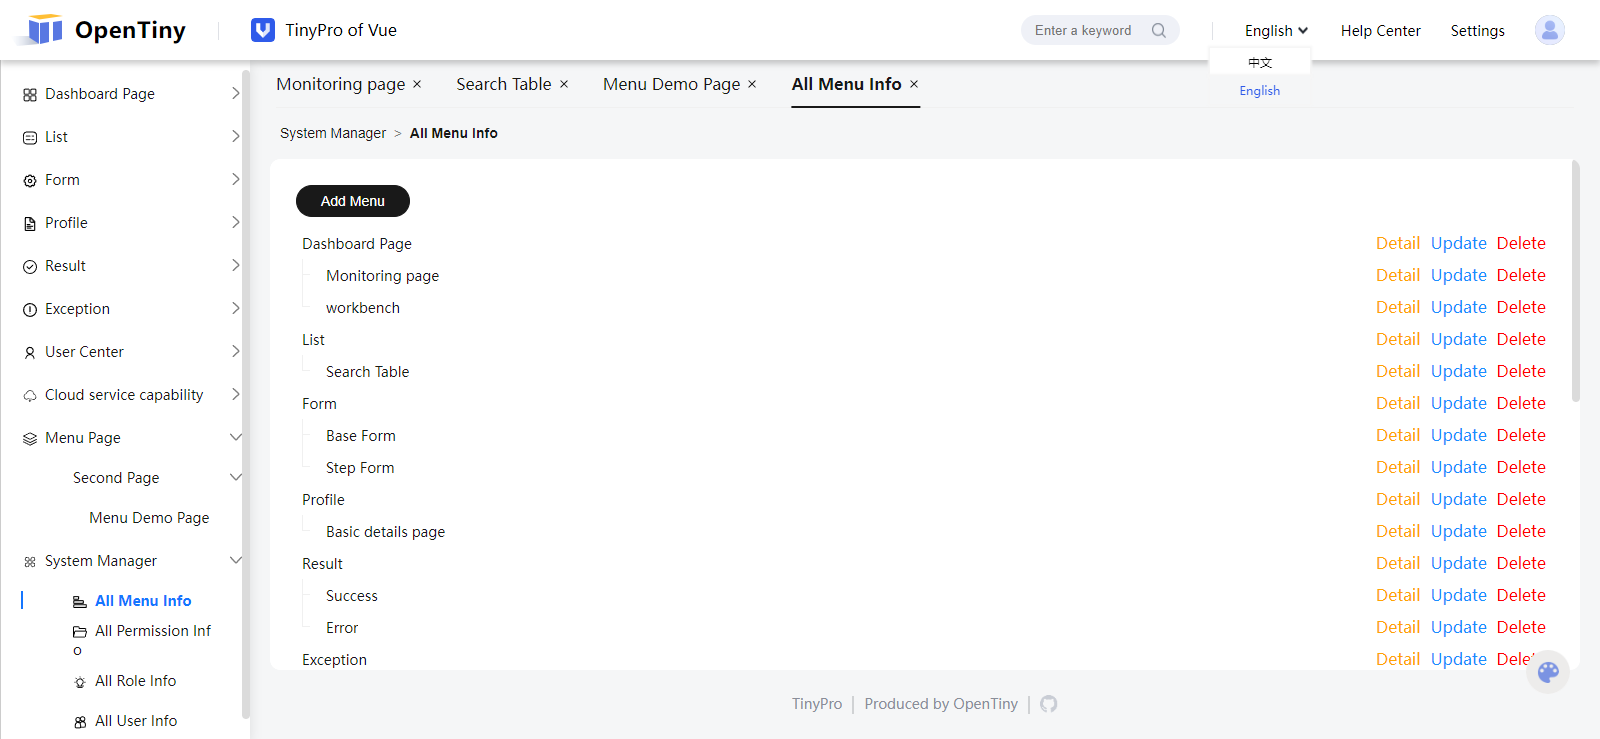 OpenTiny
TinyPro of Vue
Enter a keyword
English
Help Center
Settings
中文
English
Dashboard Page
List
Form
Profile
Result
Exception
User Center
Cloud service capability
Menu Page
Second Page
Menu Demo Page
System Manager
All Menu Info
All Permission Inf
o
All Role Info
All User Info
Monitoring page ×
Search Table ×
Menu Demo Page ×
All Menu Info ×
System Manager > All Menu Info
Add Menu
Dashboard Page Detail Update Delete
Monitoring page Detail Update Delete
workbench Detail Update Delete
List Detail Update Delete
Search Table Detail Update Delete
Form Detail Update Delete
Base Form Detail Update Delete
Step Form Detail Update Delete
Profile Detail Update Delete
Basic details page Detail Update Delete
Result Detail Update Delete
Success Detail Update Delete
Error Detail Update Delete
Exception Detail Update Delete
TinyPro | Produced by OpenTiny |